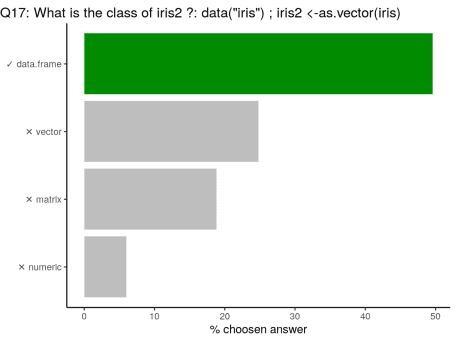 Q17: What is the class of iris2 ?: data("iris") ; iris2 <-as.vector(iris)
✓ data.frame
✕ vector
✕ matrix
✕ numeric
0 10 20 30 40 50
% choosen answer